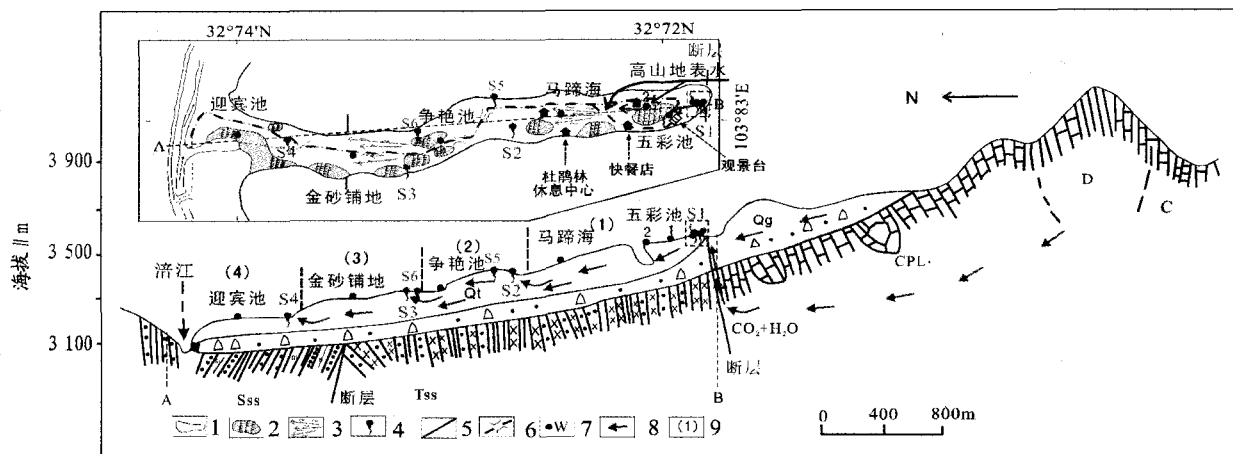 32°74'N
32°72N
断层
高山地表水
马蹄海
S5
迎宾池
争艳池
S6
2
B
103°83'E
A
S4
S2
S1
五彩池
S3
杜鹃林
休息中心
快餐店
观景台
金砂铺地
N
3 900
3 500
3 100
海拔∥m
D
C
(1)
五彩池
S1
Qg
2
1
马蹄海
(2)
争艳池
S5
(3)
金砂铺地
S6
涪江
(4)
迎宾池
S4
Qt
S2
S3
CPL
CO₂+H₂O
断层
A
Sss
断层
Tss
B
1
2
3
4
5
6
•W 7
8
(1) 9
0 400 800m